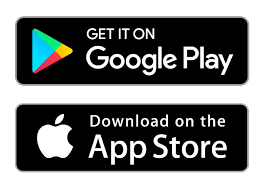 GET IT ON
Google Play
Download on the
App Store